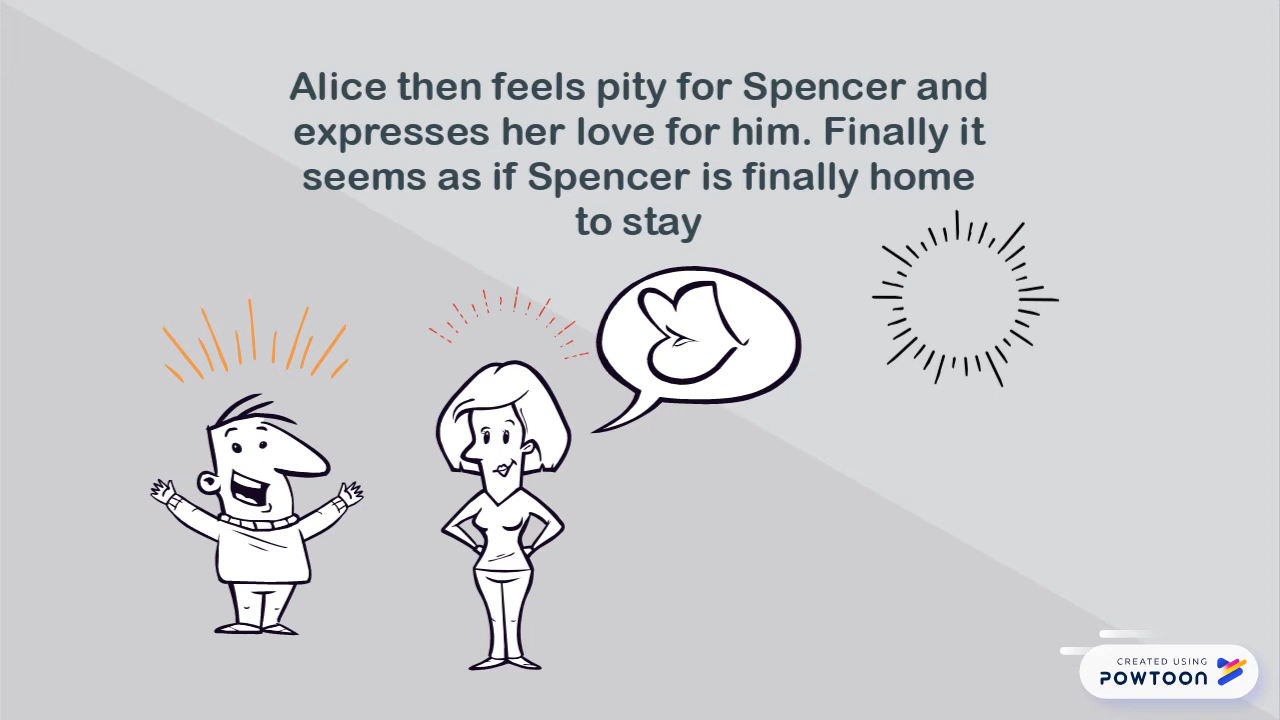 Alice then feels pity for Spencer and
expresses her love for him. Finally it
seems as if Spencer is finally home
to stay
CREATED USING
POWTOON